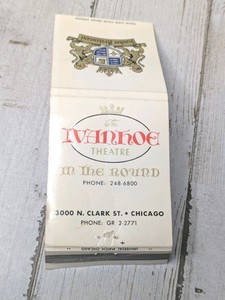 the
IVANHOE
THEATRE
IN THE ROUND
PHONE: 248-6800
3000 N. CLARK ST. • CHICAGO
PHONE: GR 2-2771